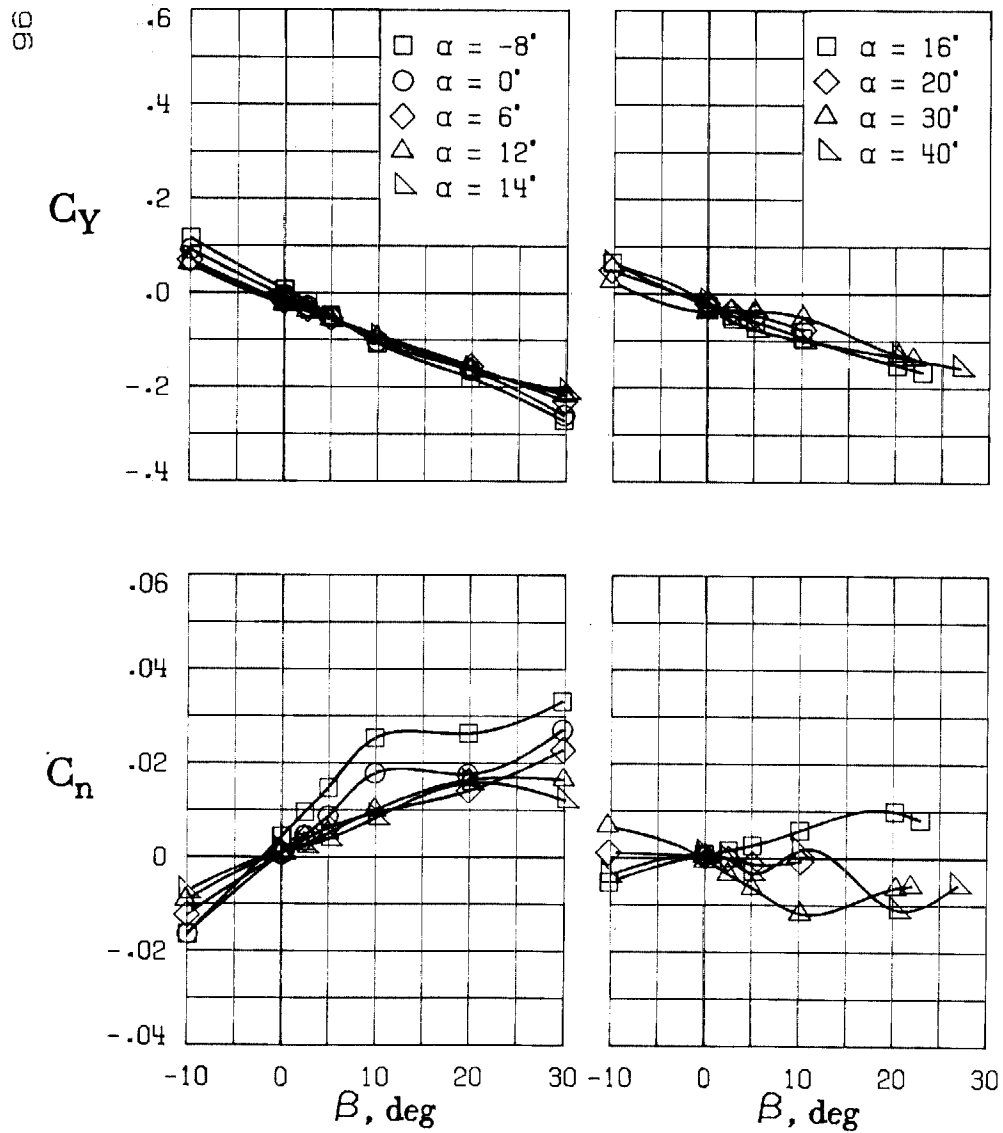 96
.6
.4
.2
.0
-.2
-.4
C_Y
□ α = -8°
○ α = 0°
◇ α = 6°
△ α = 12°
◺ α = 14°
□ α = 16°
◇ α = 20°
△ α = 30°
◺ α = 40°
.06
.04
.02
0
-.02
-.04
C_n
-10 0 10 20 30
-10 0 10 20 30
β, deg
β, deg